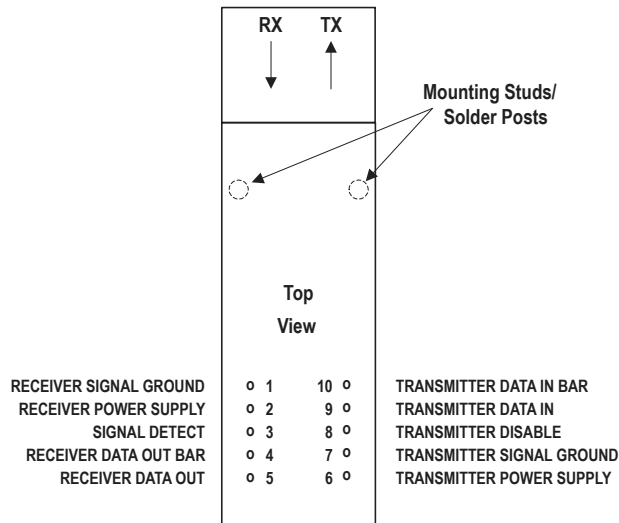 RX TX
Mounting Studs/
Solder Posts
Top
View
RECEIVER SIGNAL GROUND o 1 10 o TRANSMITTER DATA IN BAR
RECEIVER POWER SUPPLY o 2 9 o TRANSMITTER DATA IN
SIGNAL DETECT o 3 8 o TRANSMITTER DISABLE
RECEIVER DATA OUT BAR o 4 7 o TRANSMITTER SIGNAL GROUND
RECEIVER DATA OUT o 5 6 o TRANSMITTER POWER SUPPLY